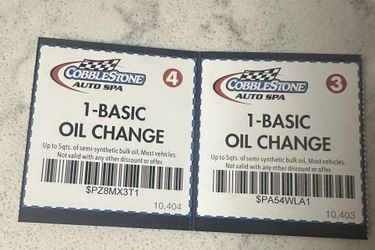 COBBLESTONE
AUTO SPA
4
1-BASIC
OIL CHANGE
Up to 5qts. of semi-synthetic bulk oil, Most vehicles.
Not valid with any other discount or offer.
$PZ8MX3T1
10,404
COBBLESTONE
AUTO SPA
3
1-BASIC
OIL CHANGE
Up to 5qts. of semi-synthetic bulk oil, Most vehicles.
Not valid with any other discount or offer.
$PA54WLA1
10,403